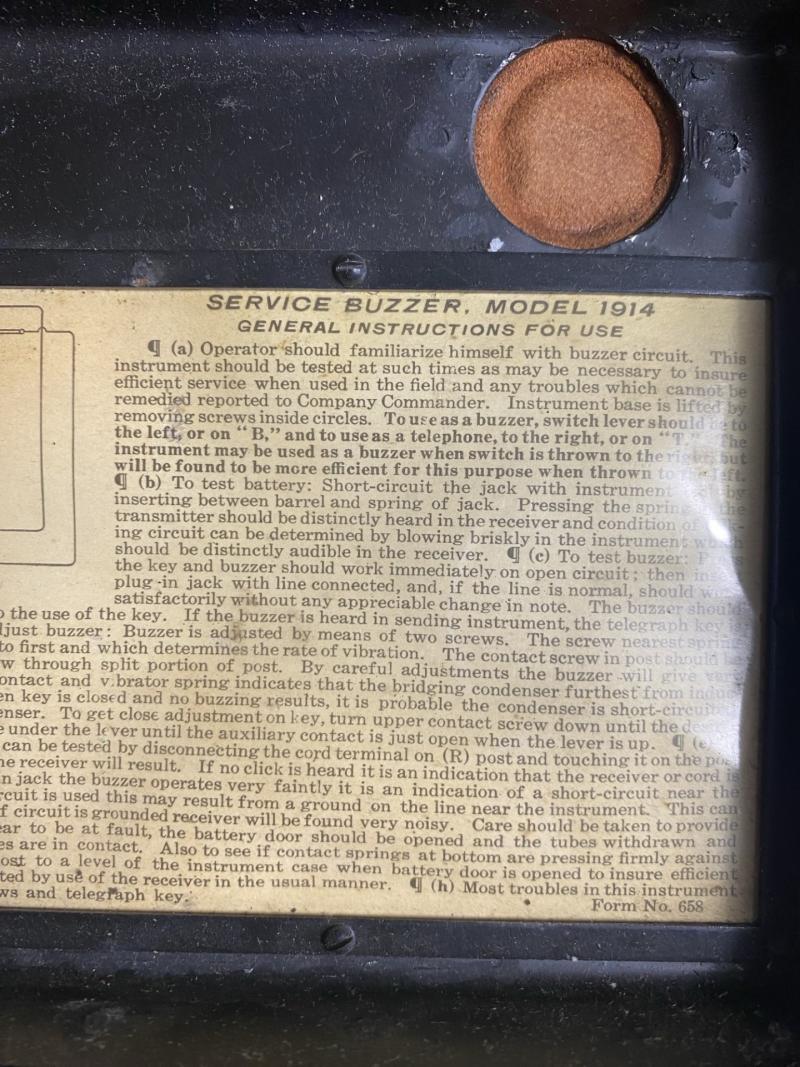 SERVICE BUZZER, MODEL 1914
GENERAL INSTRUCTIONS FOR USE
¶ (a) Operator should familiarize himself with buzzer circuit. This
instrument should be tested at such times as may be necessary to insure
efficient service when used in the field and any troubles which cannot be
remedied reported to Company Commander. Instrument base is lifted by
removing screws inside circles. To use as a buzzer, switch lever should be to
the left, or on "B," and to use as a telephone, to the right, or on "T." The
instrument may be used as a buzzer when switch is thrown to the right, but
will be found to be more efficient for this purpose when thrown to the left.
¶ (b) To test battery: Short-circuit the jack with instrument by
inserting between barrel and spring of jack. Pressing the spring the
transmitter should be distinctly heard in the receiver and condition of
ing circuit can be determined by blowing briskly in the instrument which
should be distinctly audible in the receiver. ¶ (c) To test buzzer:
the key and buzzer should work immediately on open circuit; then
plug in jack with line connected, and, if the line is normal, should
satisfactorily without any appreciable change in note. The buzzer should
the use of the key. If the buzzer is heard in sending instrument, the telegraph
just buzzer: Buzzer is adjusted by means of two screws. The screw nearest spring
to first and which determines the rate of vibration. The contact screw in post should be
w through split portion of post. By careful adjustments the buzzer will give
ontact and vibrator spring indicates that the bridging condenser furthest from
en key is closed and no buzzing results, it is probable the condenser is short-
enser. To get close adjustment on key, turn upper contact screw down until the
under the lever until the auxiliary contact is just open when the lever is up. ¶
can be tested by disconnecting the cord terminal on (R) post and touching it on the
he receiver will result. If no click is heard it is an indication that the receiver or cord is
n jack the buzzer operates very faintly it is an indication of a short-circuit near the
rcuit is used this may result from a ground on the line near the instrument. This can
f circuit is grounded receiver will be found very noisy. Care should be taken to provide
ear to be at fault, the battery door should be opened and the tubes withdrawn and
es are in contact. Also to see if contact springs at bottom are pressing firmly against
ost to a level of the instrument case when battery door is opened to insure efficient
ted by use of the receiver in the usual manner. ¶ (h) Most troubles in this instrument
ws and telegraph key.
Form No. 658